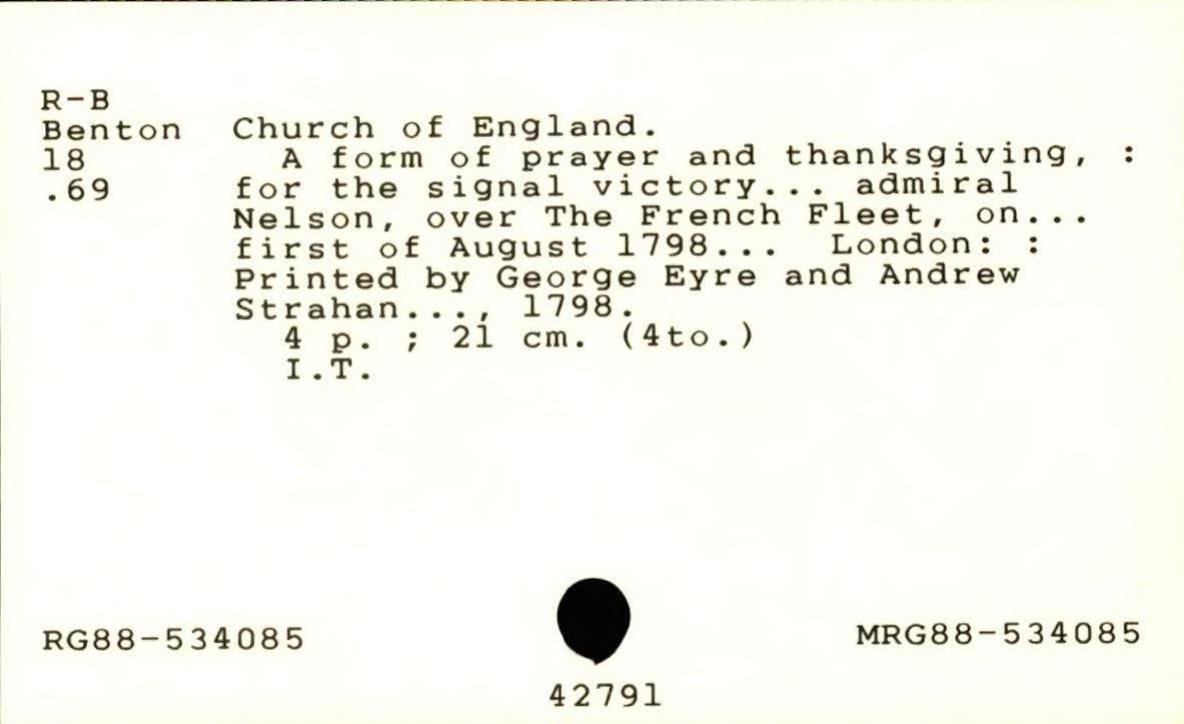 R-B
Benton Church of England.
18 A form of prayer and thanksgiving, :
.69 for the signal victory... admiral
Nelson, over The French Fleet, on...
first of August 1798... London: :
Printed by George Eyre and Andrew
Strahan..., 1798.
4 p. ; 21 cm. (4to.)
I.T.
RG88-534085 MRG88-534085
42791